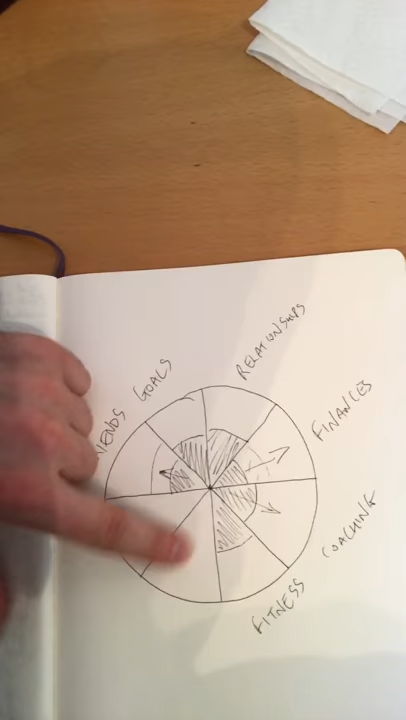 GOALS
RELATIONSHIPS
FINANCES
COACHING
FITNESS